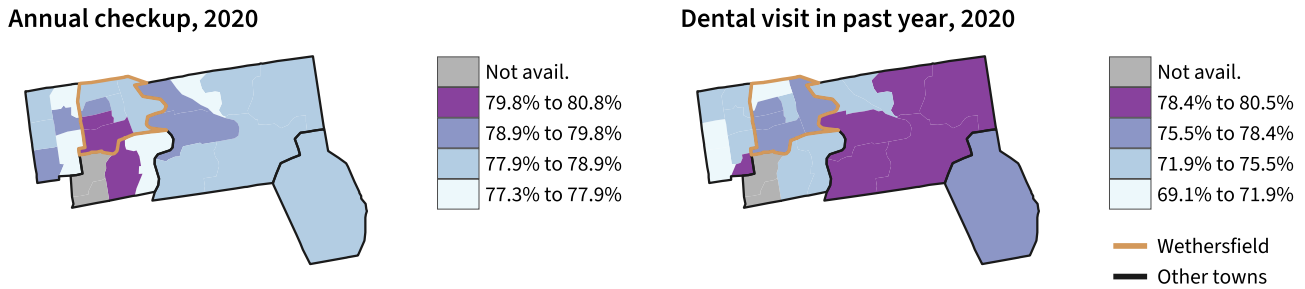 Annual checkup, 2020
Not avail.
79.8% to 80.8%
78.9% to 79.8%
77.9% to 78.9%
77.3% to 77.9%
Dental visit in past year, 2020
Not avail.
78.4% to 80.5%
75.5% to 78.4%
71.9% to 75.5%
69.1% to 71.9%
Wethersfield
Other towns